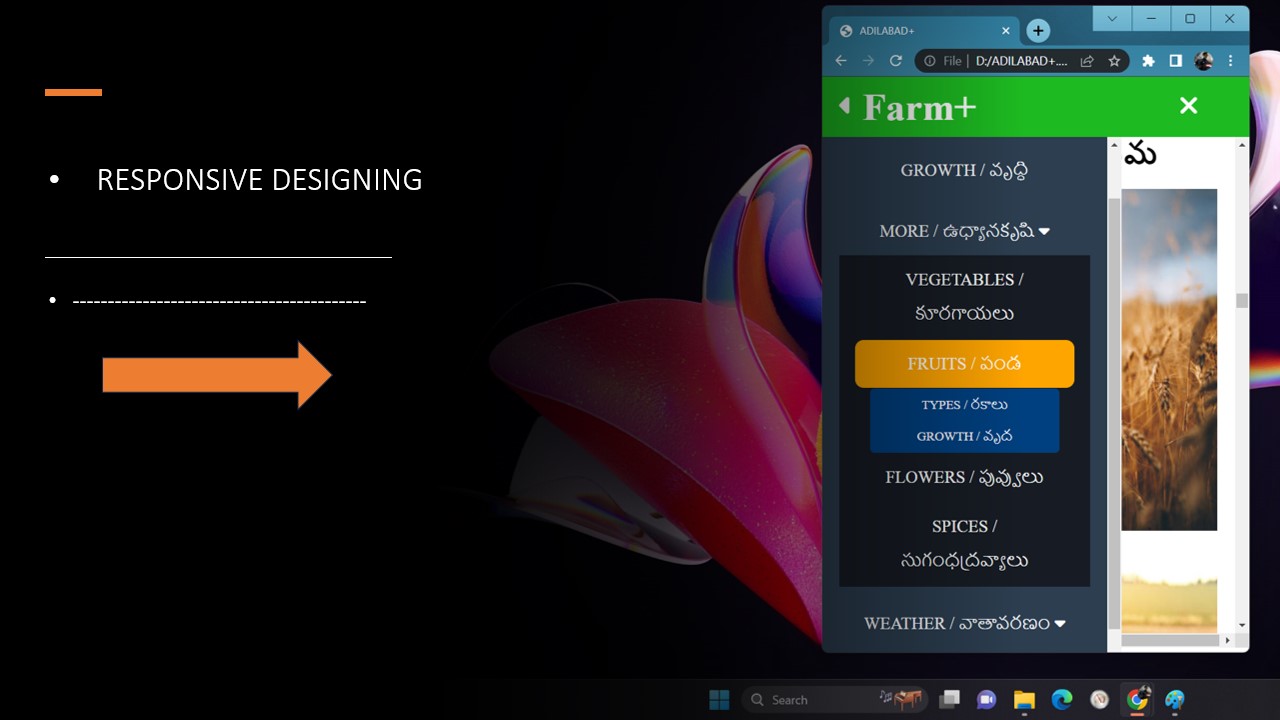 RESPONSIVE DESIGNING
------------------------------------------
ADILABAD+
File | D:/ADILABAD+....
Farm+
మ
GROWTH / వృద్ధి
MORE / ఉధ్యానకృషి
VEGETABLES /
కూరగాయలు
FRUITS / పండ
TYPES / రకాలు
GROWTH / వృద
FLOWERS / పువ్వులు
SPICES /
సుగంధద్రవ్యాలు
WEATHER / వాతావరణం
Search